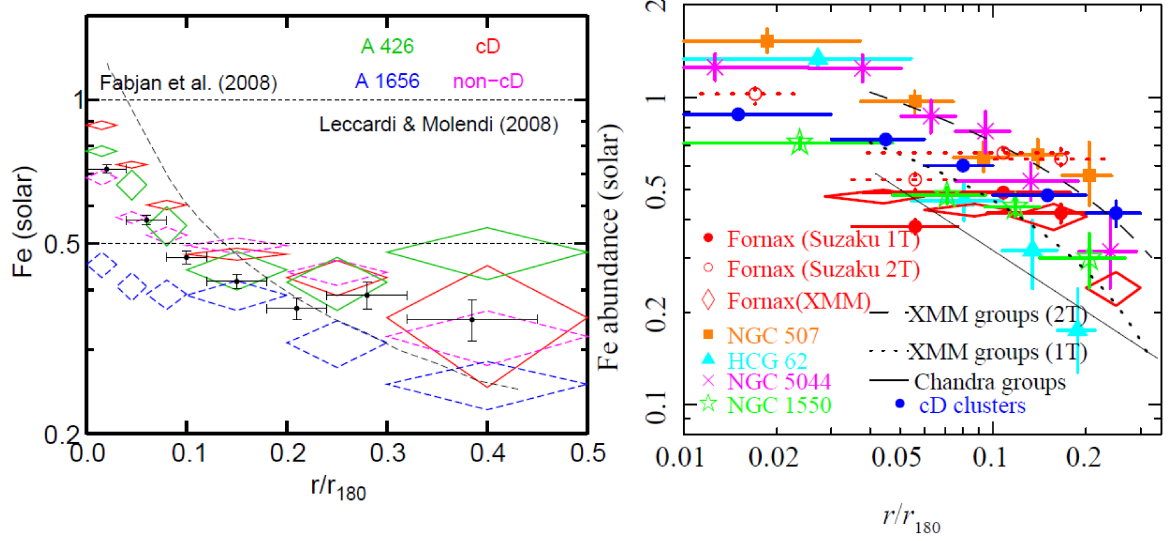 A 426 cD
Fabjan et al. (2008) A 1656 non−cD
Leccardi & Molendi (2008)
Fe (solar)
1
0.5
0.2
0.0 0.1 0.2 0.3 0.4 0.5
r/r180
Fe abundance (solar)
2
1
0.5
0.2
0.1
Fornax (Suzaku 1T)
Fornax (Suzaku 2T)
Fornax(XMM)
NGC 507
HCG 62
NGC 5044
NGC 1550
XMM groups (2T)
XMM groups (1T)
Chandra groups
cD clusters
0.01 0.02 0.05 0.1 0.2
r/r180